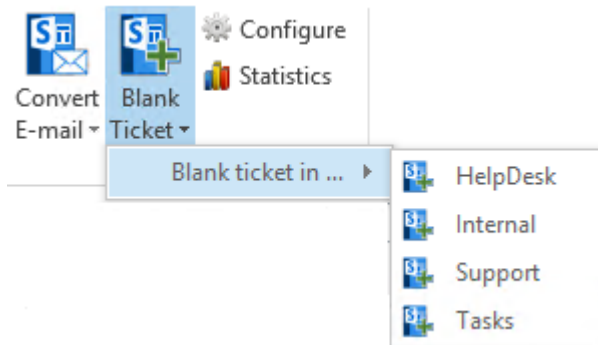 Convert
E-mail
Blank
Ticket
Configure
Statistics
Blank ticket in ...
HelpDesk
Internal
Support
Tasks